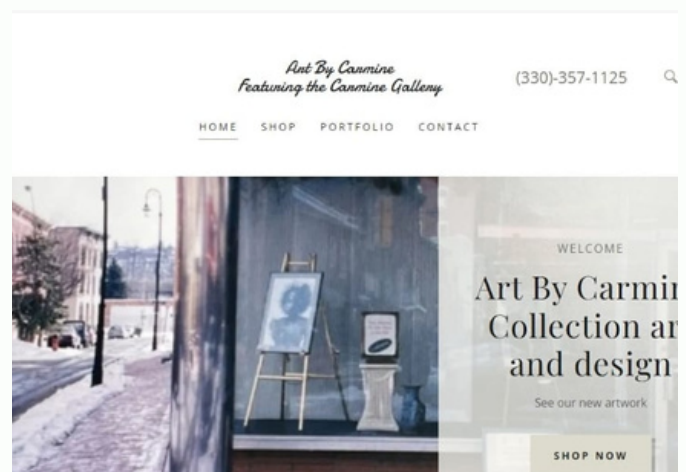 Art By Carmine
Featuring the Carmine Gallery
(330)-357-1125
HOME SHOP PORTFOLIO CONTACT
WELCOME
Art By Carmin
Collection ar
and design
See our new artwork
SHOP NOW